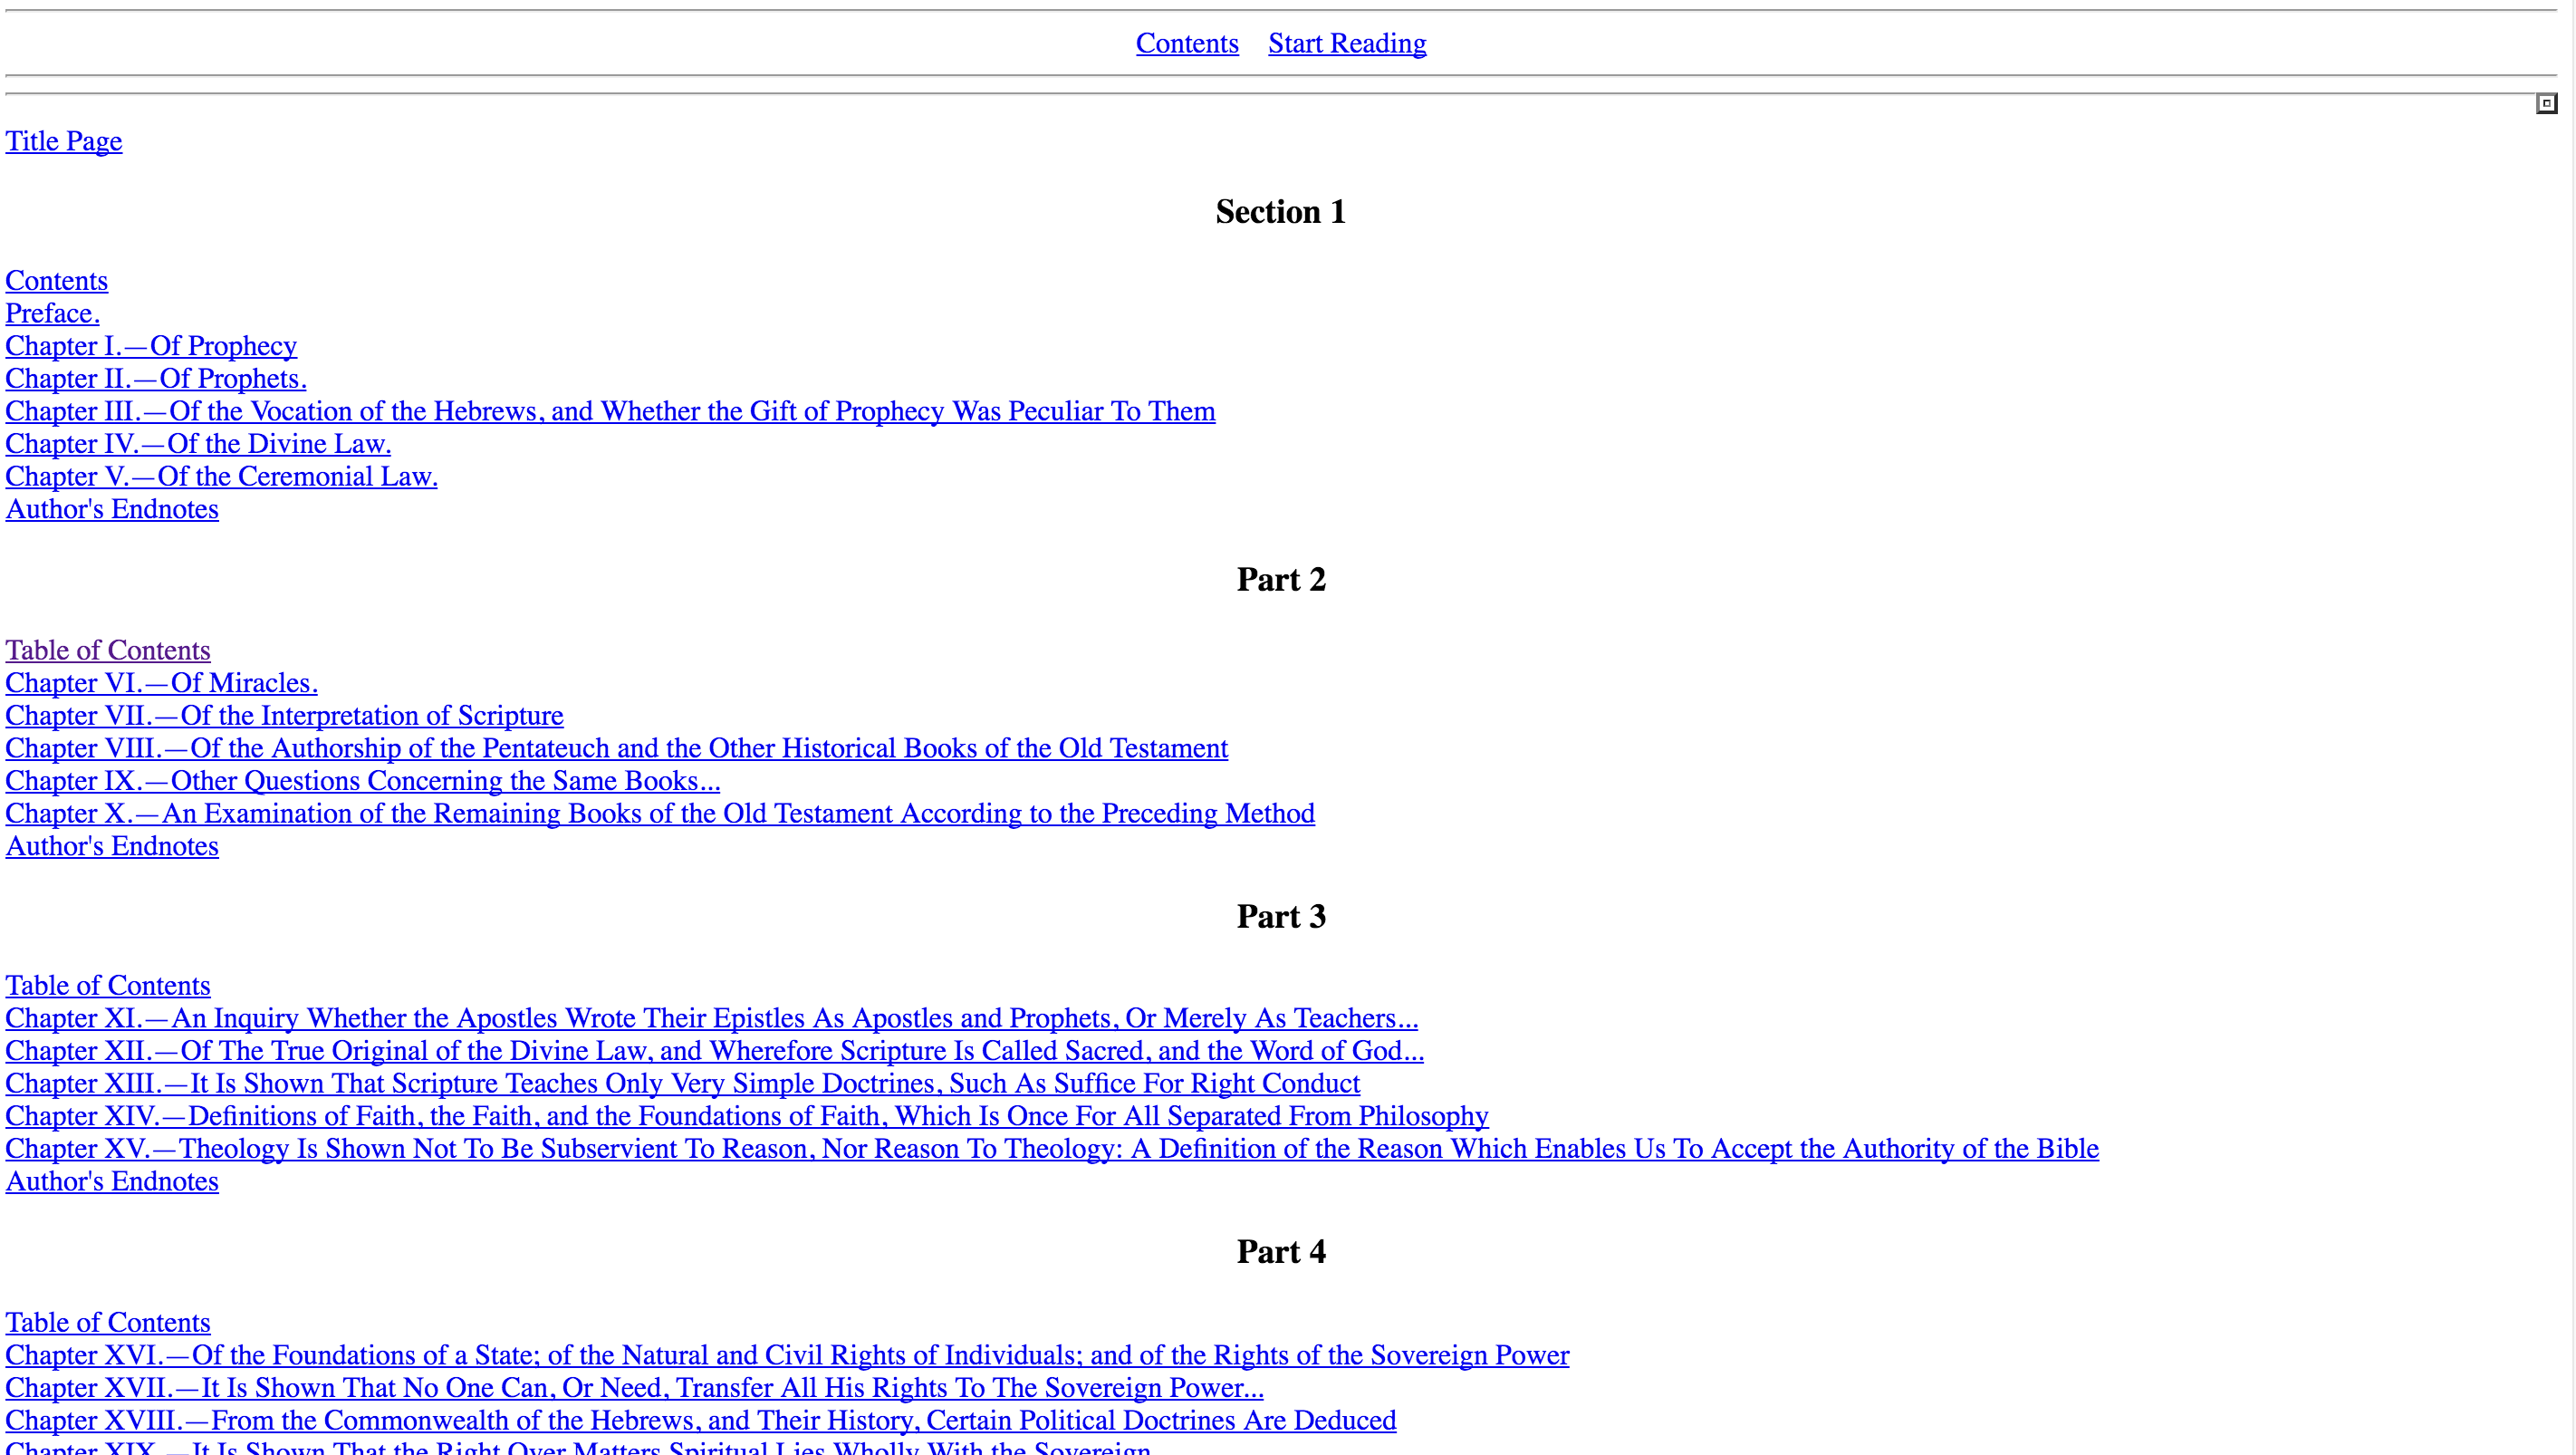 Contents Start Reading
Title Page
Section 1
Contents
Preface.
Chapter I.—Of Prophecy
Chapter II.—Of Prophets.
Chapter III.—Of the Vocation of the Hebrews, and Whether the Gift of Prophecy Was Peculiar To Them
Chapter IV.—Of the Divine Law.
Chapter V.—Of the Ceremonial Law.
Author's Endnotes
Part 2
Table of Contents
Chapter VI.—Of Miracles.
Chapter VII.—Of the Interpretation of Scripture
Chapter VIII.—Of the Authorship of the Pentateuch and the Other Historical Books of the Old Testament
Chapter IX.—Other Questions Concerning the Same Books...
Chapter X.—An Examination of the Remaining Books of the Old Testament According to the Preceding Method
Author's Endnotes
Part 3
Table of Contents
Chapter XI.—An Inquiry Whether the Apostles Wrote Their Epistles As Apostles and Prophets, Or Merely As Teachers...
Chapter XII.—Of The True Original of the Divine Law, and Wherefore Scripture Is Called Sacred, and the Word of God...
Chapter XIII.—It Is Shown That Scripture Teaches Only Very Simple Doctrines, Such As Suffice For Right Conduct
Chapter XIV.—Definitions of Faith, the Faith, and the Foundations of Faith, Which Is Once For All Separated From Philosophy
Chapter XV.—Theology Is Shown Not To Be Subservient To Reason, Nor Reason To Theology: A Definition of the Reason Which Enables Us To Accept the Authority of the Bible
Author's Endnotes
Part 4
Table of Contents
Chapter XVI.—Of the Foundations of a State; of the Natural and Civil Rights of Individuals; and of the Rights of the Sovereign Power
Chapter XVII.—It Is Shown That No One Can, Or Need, Transfer All His Rights To The Sovereign Power...
Chapter XVIII.—From the Commonwealth of the Hebrews, and Their History, Certain Political Doctrines Are Deduced
Chapter XIX.—It Is Shown That the Right Over Matters Spiritual Lies Wholly With the Sovereign